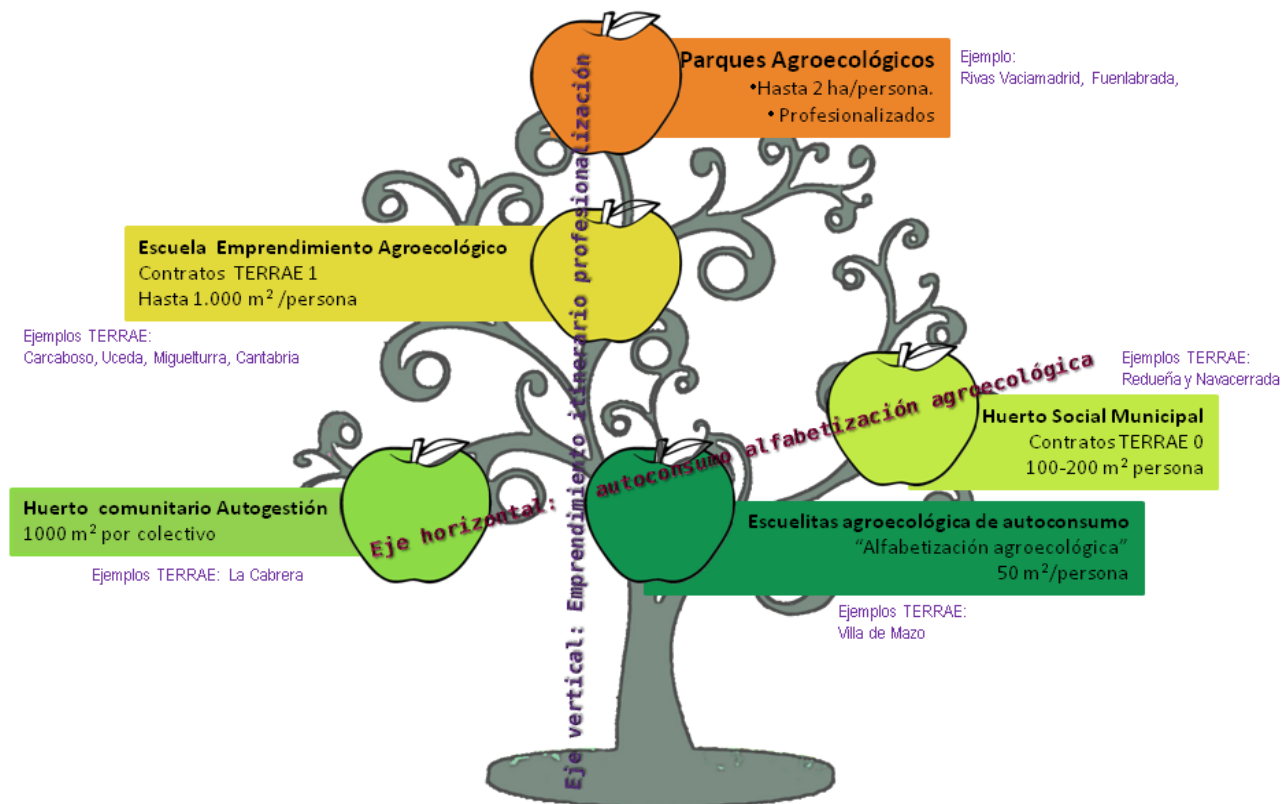 Parques Agroecológicos
•Hasta 2 ha/persona.
• Profesionalizados
Ejemplo:
Rivas Vaciamadrid, Fuenlabrada,
Escuela Emprendimiento Agroecológico
Contratos TERRAE 1
Hasta 1.000 m²/persona
Ejemplos TERRAE:
Carcaboso, Uceda, Miguelturra, Cantabria
Ejemplos TERRAE:
Redueña y Navacerrada
Huerto Social Municipal
Contratos TERRAE 0
100-200 m² persona
Huerto comunitario Autogestión
1000 m² por colectivo
Ejemplos TERRAE: La Cabrera
Escuelitas agroecológica de autoconsumo
“Alfabetización agroecológica”
50 m²/persona
Ejemplos TERRAE:
Villa de Mazo
Eje horizontal: autoconsumo alfabetización agroecológica
Eje vertical: Emprendimiento itinerario profesionalización